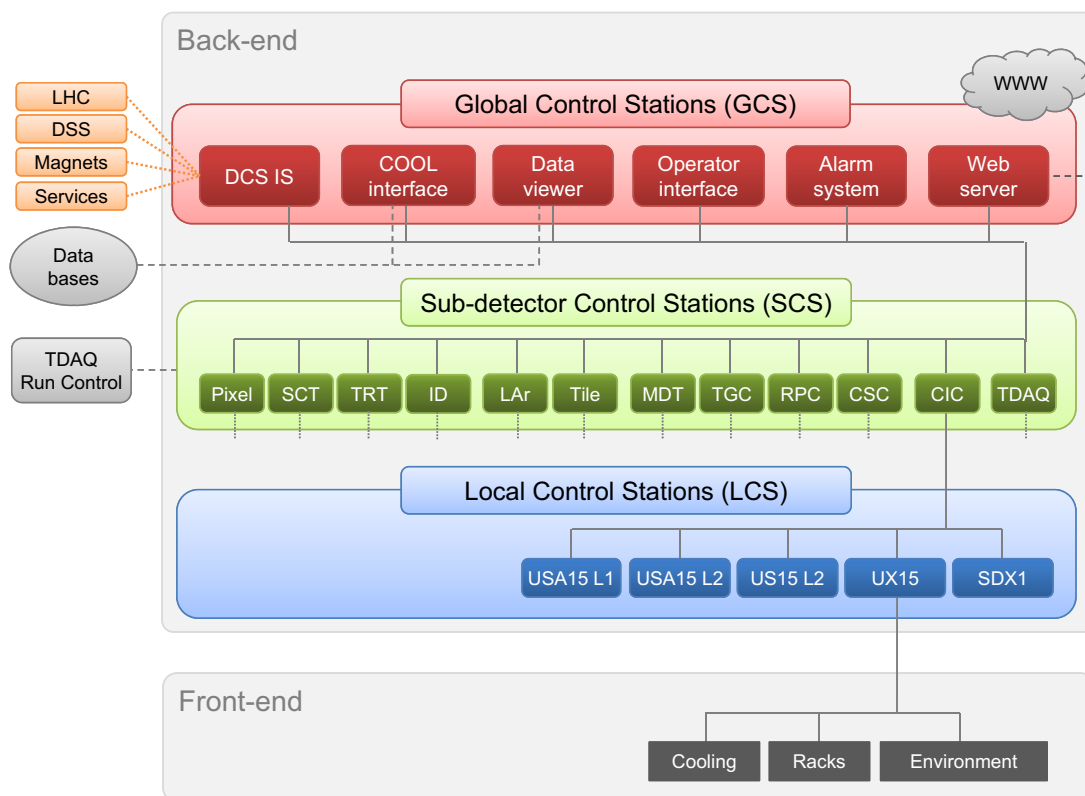 Back-end
WWW
LHC
DSS
Magnets
Services
Global Control Stations (GCS)
DCS IS
COOL
interface
Data
viewer
Operator
interface
Alarm
system
Web
server
Data
bases
Sub-detector Control Stations (SCS)
TDAQ
Run Control
Pixel
SCT
TRT
ID
LAr
Tile
MDT
TGC
RPC
CSC
CIC
TDAQ
Local Control Stations (LCS)
USA15 L1
USA15 L2
US15 L2
UX15
SDX1
Front-end
Cooling
Racks
Environment